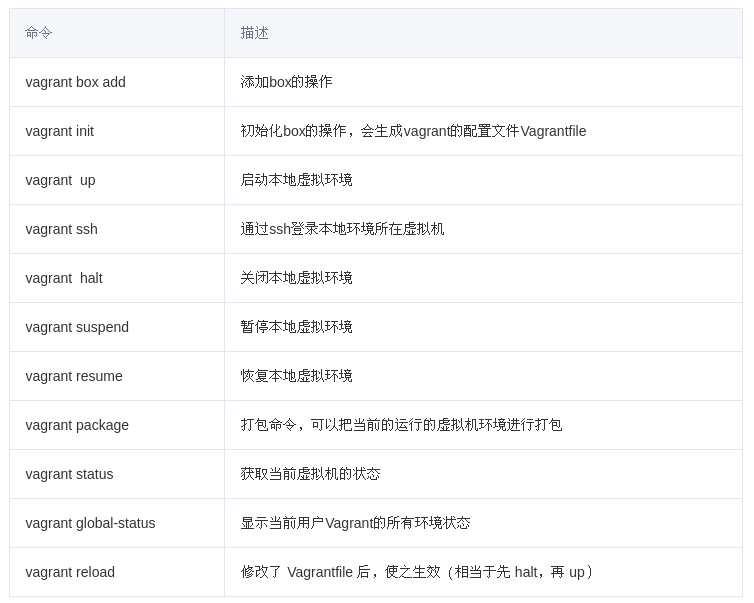 命令 描述
vagrant box add 添加box的操作
vagrant init 初始化box的操作，会生成vagrant的配置文件Vagrantfile
vagrant  up 启动本地虚拟环境
vagrant ssh 通过ssh登录本地环境所在虚拟机
vagrant  halt 关闭本地虚拟环境
vagrant suspend 暂停本地虚拟环境
vagrant resume 恢复本地虚拟环境
vagrant package 打包命令，可以把当前的运行的虚拟机环境进行打包
vagrant status 获取当前虚拟机的状态
vagrant global-status 显示当前用户Vagrant的所有环境状态
vagrant reload 修改了 Vagrantfile 后，使之生效（相当于先 halt，再 up）